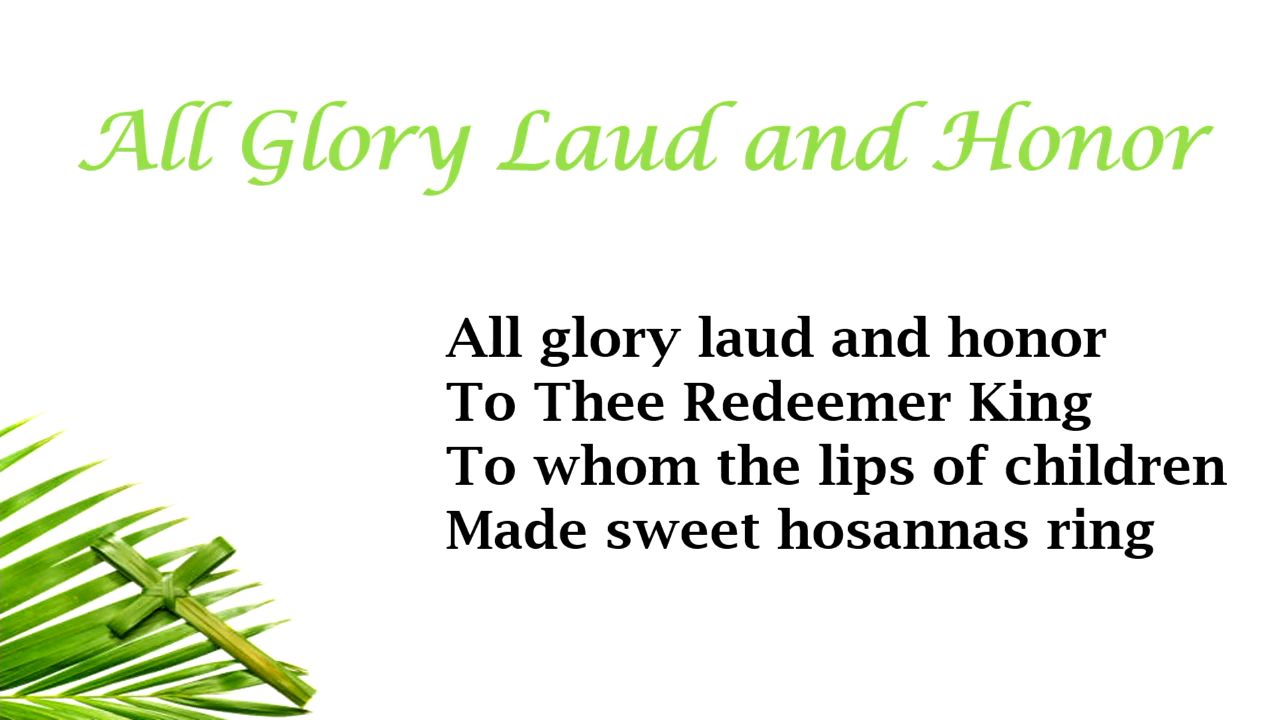 All Glory Laud and Honor
All glory laud and honor
To Thee Redeemer King
To whom the lips of children
Made sweet hosannas ring